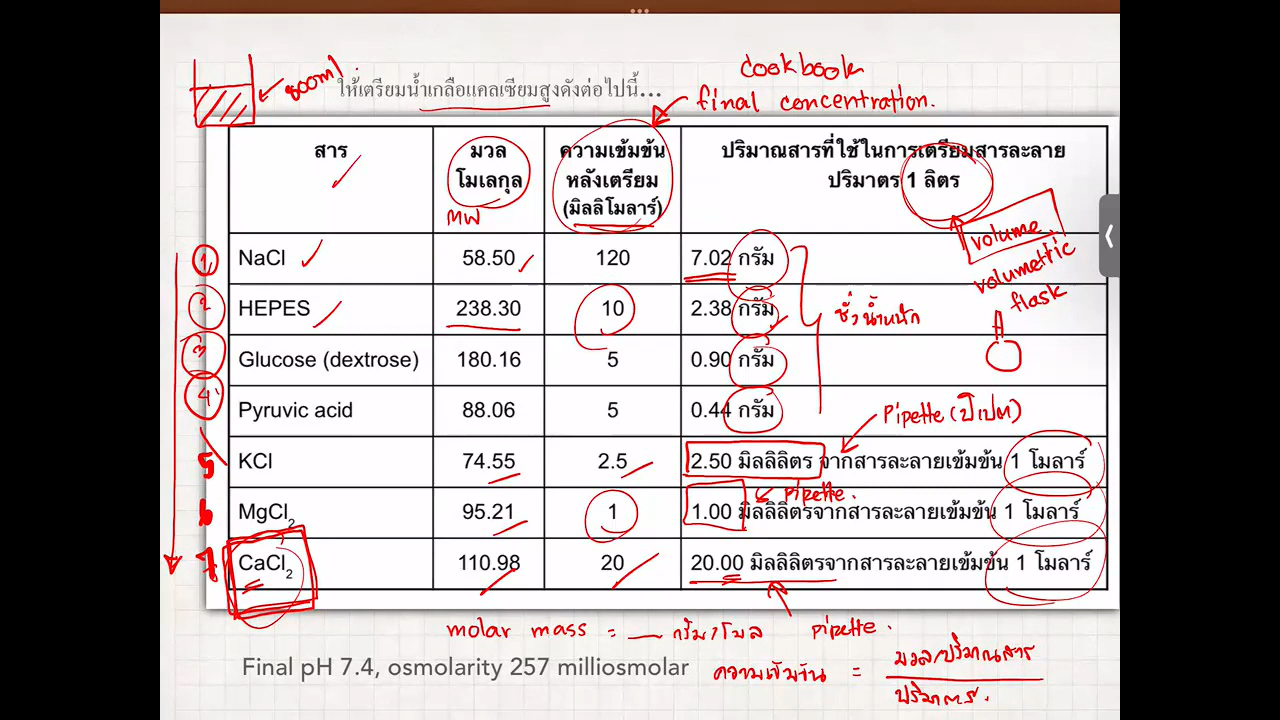 cookbook
800ml.
ให้เตรียมน้ำเกลือแคลเซียมสูงดังต่อไปนี้...
final concentration.
สาร มวลโมเลกุล ความเข้มข้นหลังเตรียม (มิลลิโมลาร์) ปริมาณสารที่ใช้ในการเตรียมสารละลายปริมาตร 1 ลิตร
MW
volume
volumetric
flask
① NaCl 58.50 120 7.02 กรัม
② HEPES 238.30 10 2.38 กรัม
ชั่งน้ำหนัก
③ Glucose (dextrose) 180.16 5 0.90 กรัม
④ Pyruvic acid 88.06 5 0.44 กรัม
Pipette (ปิเปต)
5 KCl 74.55 2.5 2.50 มิลลิลิตร จากสารละลายเข้มข้น 1 โมลาร์
pipette.
6 MgCl₂ 95.21 1 1.00 มิลลิลิตรจากสารละลายเข้มข้น 1 โมลาร์
7 CaCl₂ 110.98 20 20.00 มิลลิลิตรจากสารละลายเข้มข้น 1 โมลาร์
molar mass = __ กรัม/โมล pipette.
Final pH 7.4, osmolarity 257 milliosmolar
ความเข้มข้น = มวล/ปริมาณสาร
ปริมาตร.